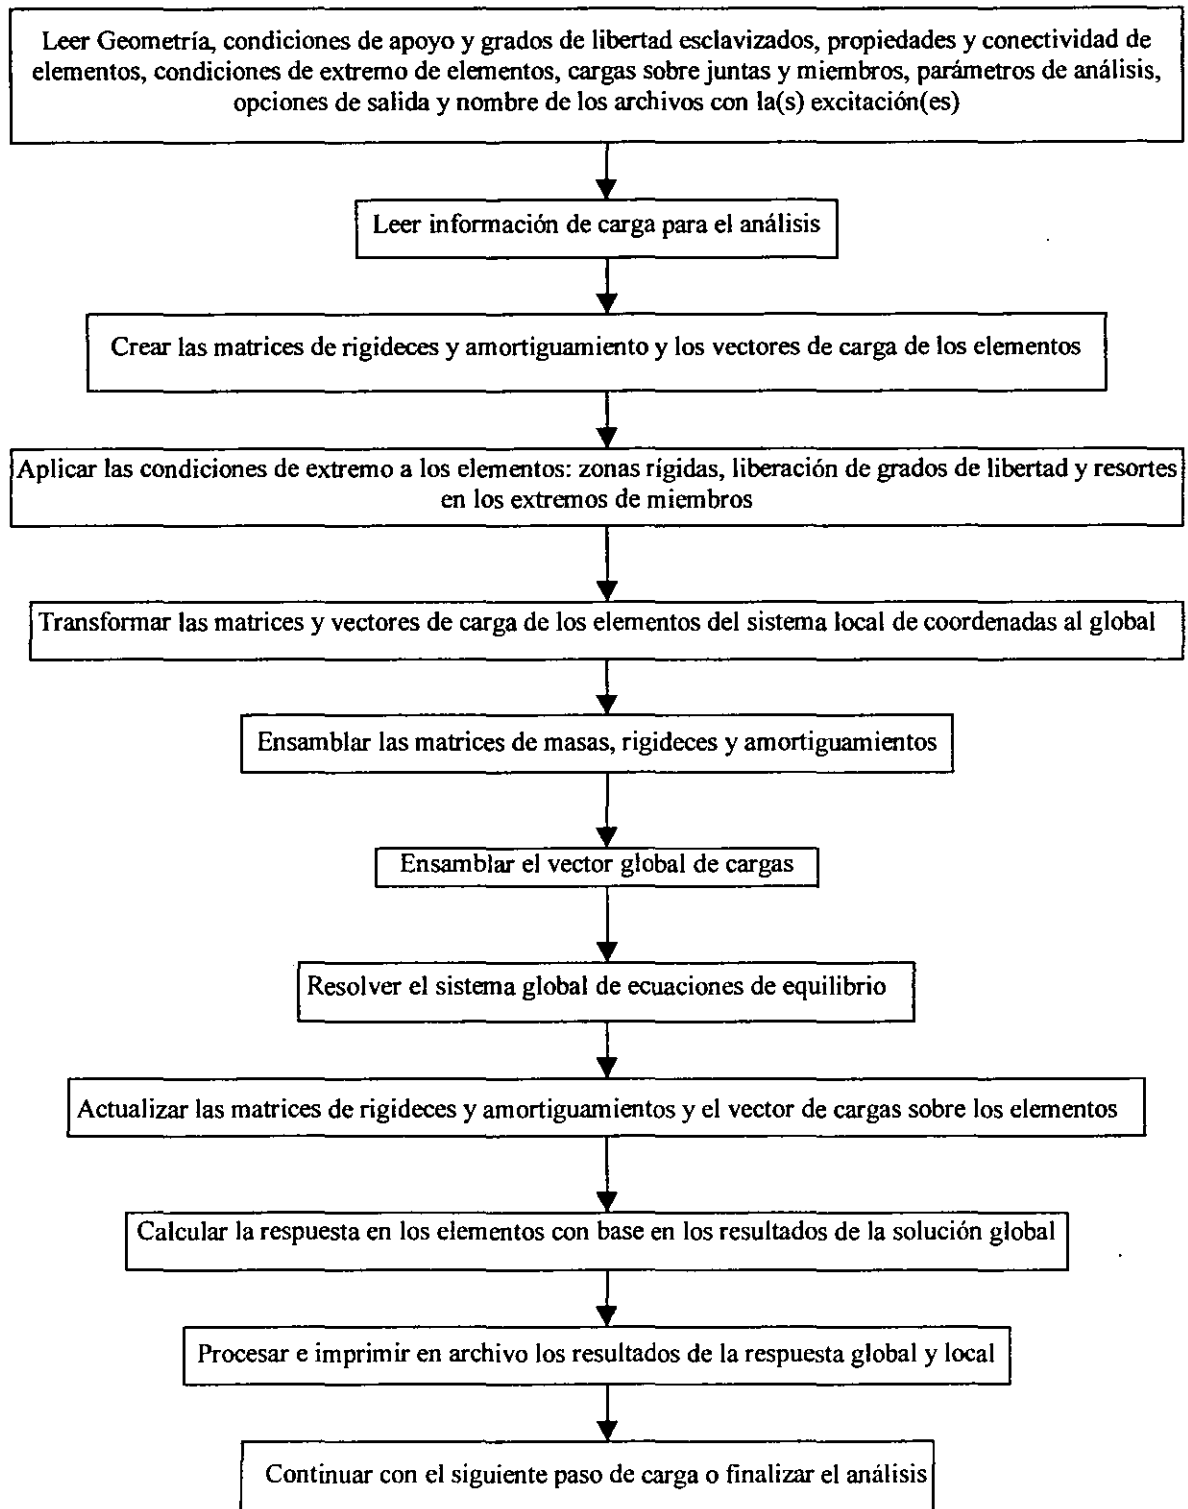 Leer Geometría, condiciones de apoyo y grados de libertad esclavizados, propiedades y conectividad de
elementos, condiciones de extremo de elementos, cargas sobre juntas y miembros, parámetros de análisis,
opciones de salida y nombre de los archivos con la(s) excitación(es)
Leer información de carga para el análisis
Crear las matrices de rigideces y amortiguamiento y los vectores de carga de los elementos
Aplicar las condiciones de extremo a los elementos: zonas rígidas, liberación de grados de libertad y resortes
en los extremos de miembros
Transformar las matrices y vectores de carga de los elementos del sistema local de coordenadas al global
Ensamblar las matrices de masas, rigideces y amortiguamientos
Ensamblar el vector global de cargas
Resolver el sistema global de ecuaciones de equilibrio
Actualizar las matrices de rigideces y amortiguamientos y el vector de cargas sobre los elementos
Calcular la respuesta en los elementos con base en los resultados de la solución global
Procesar e imprimir en archivo los resultados de la respuesta global y local
Continuar con el siguiente paso de carga o finalizar el análisis